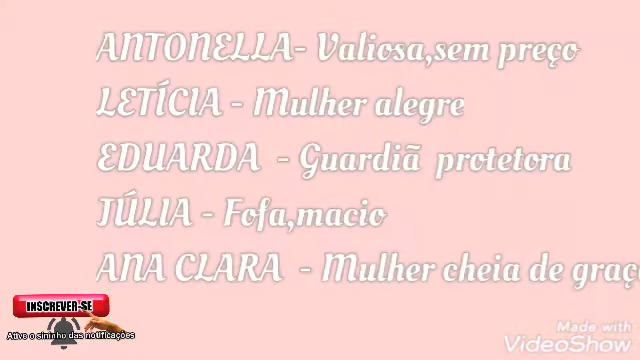 ANTONELLA- Valiosa,sem preço
LETÍCIA - Mulher alegre
EDUARDA - Guardiã protetora
JÚLIA - Fofa,macio
ANA CLARA - Mulher cheia de
INSCREVER-SE
Ative o sininho das notificações
Made with
VideoShow